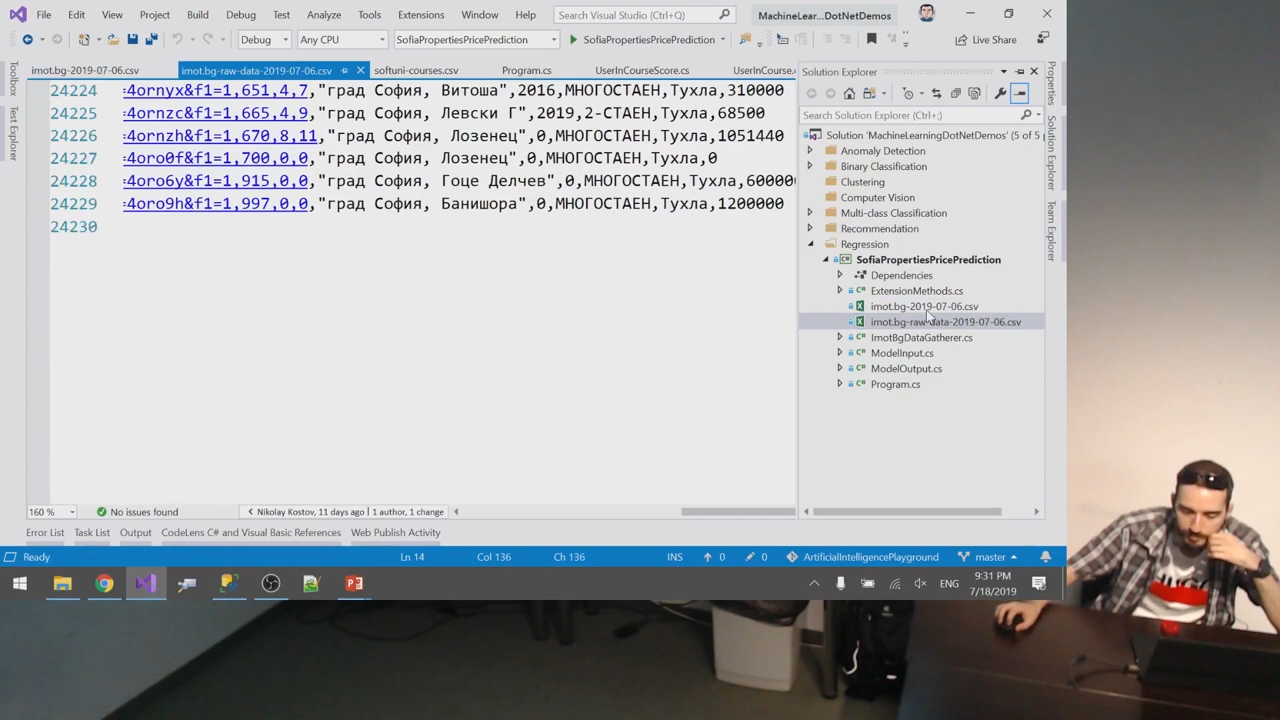 File Edit View Project Build Debug Test Analyze Tools Extensions Window Help Search Visual Studio (Ctrl+Q) MachineLear...DotNetDemos
Debug Any CPU SofiaPropertiesPricePrediction SofiaPropertiesPricePrediction Live Share
imot.bg-2019-07-06.csv imot.bg-raw-data-2019-07-06.csv softuni-courses.csv Program.cs UserInCourseScore.cs UserInCourse.
24224 =4ornyx&f1=1,651,4,7,"град София, Витоша",2016,МНОГОСТАЕН,Тухла,310000
24225 =4ornzc&f1=1,665,4,9,"град София, Левски Г",2019,2-СТАЕН,Тухла,68500
24226 =4ornzh&f1=1,670,8,11,"град София, Лозенец",0,МНОГОСТАЕН,Тухла,1051440
24227 =4oro0f&f1=1,700,0,0,"град София, Лозенец",0,МНОГОСТАЕН,Тухла,0
24228 =4oro6y&f1=1,915,0,0,"град София, Гоце Делчев",0,МНОГОСТАЕН,Тухла,600000
24229 =4oro9h&f1=1,997,0,0,"град София, Банишора",0,МНОГОСТАЕН,Тухла,1200000
24230
160 % No issues found Nikolay Kostov, 11 days ago | 1 author, 1 change
Error List Task List Output CodeLens C# and Visual Basic References Web Publish Activity
Ready Ln 14 Col 136 Ch 136 INS 0 0 ArtificialIntelligencePlayground master
Toolbox
Test Explorer
Solution Explorer
Search Solution Explorer (Ctrl+;)
Solution 'MachineLearningDotNetDemos' (5 of 5 p
Anomaly Detection
Binary Classification
Clustering
Computer Vision
Multi-class Classification
Recommendation
Regression
SofiaPropertiesPricePrediction
Dependencies
ExtensionMethods.cs
imot.bg-2019-07-06.csv
imot.bg-raw-data-2019-07-06.csv
ImotBgDataGatherer.cs
ModelInput.cs
ModelOutput.cs
Program.cs
Properties
Solution Explorer
Team Explorer
ENG
9:31 PM
7/18/2019